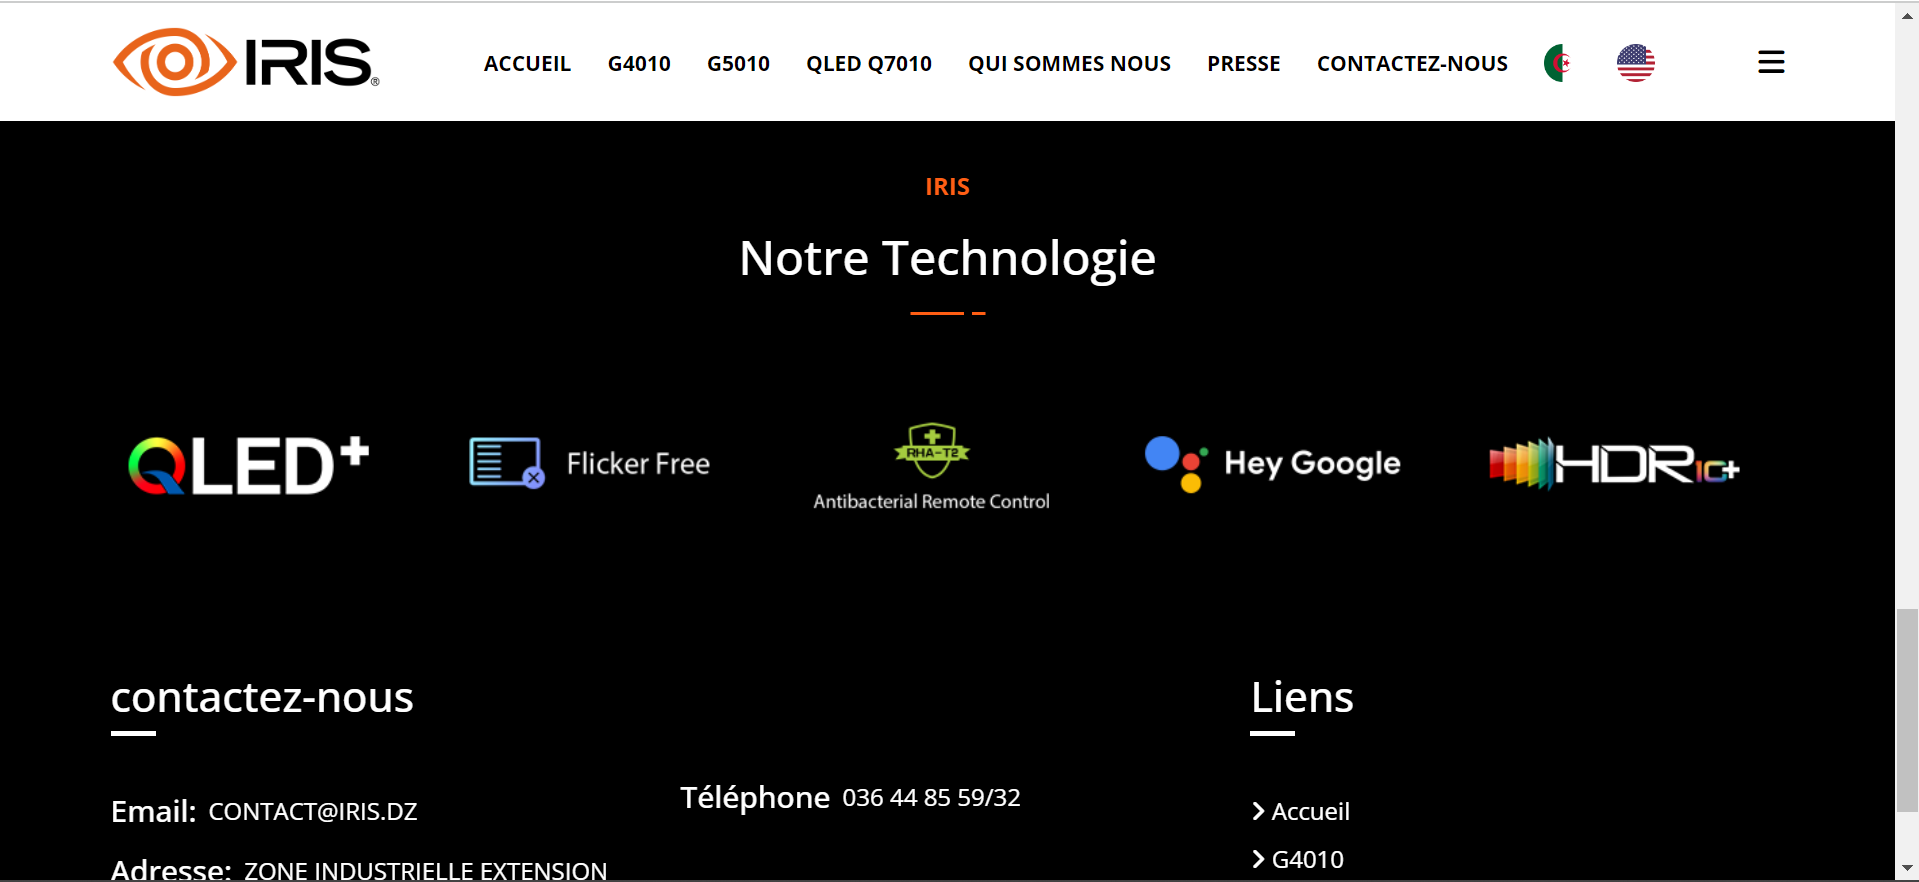 IRIS®
ACCUEIL G4010 G5010 QLED Q7010 QUI SOMMES NOUS PRESSE CONTACTEZ-NOUS
IRIS
Notre Technologie
QLED+
Flicker Free
RHA-T2
Antibacterial Remote Control
Hey Google
HDR10+
contactez-nous
Email: CONTACT@IRIS.DZ
Adresse: ZONE INDUSTRIELLE EXTENSION
Téléphone 036 44 85 59/32
Liens
Accueil
G4010